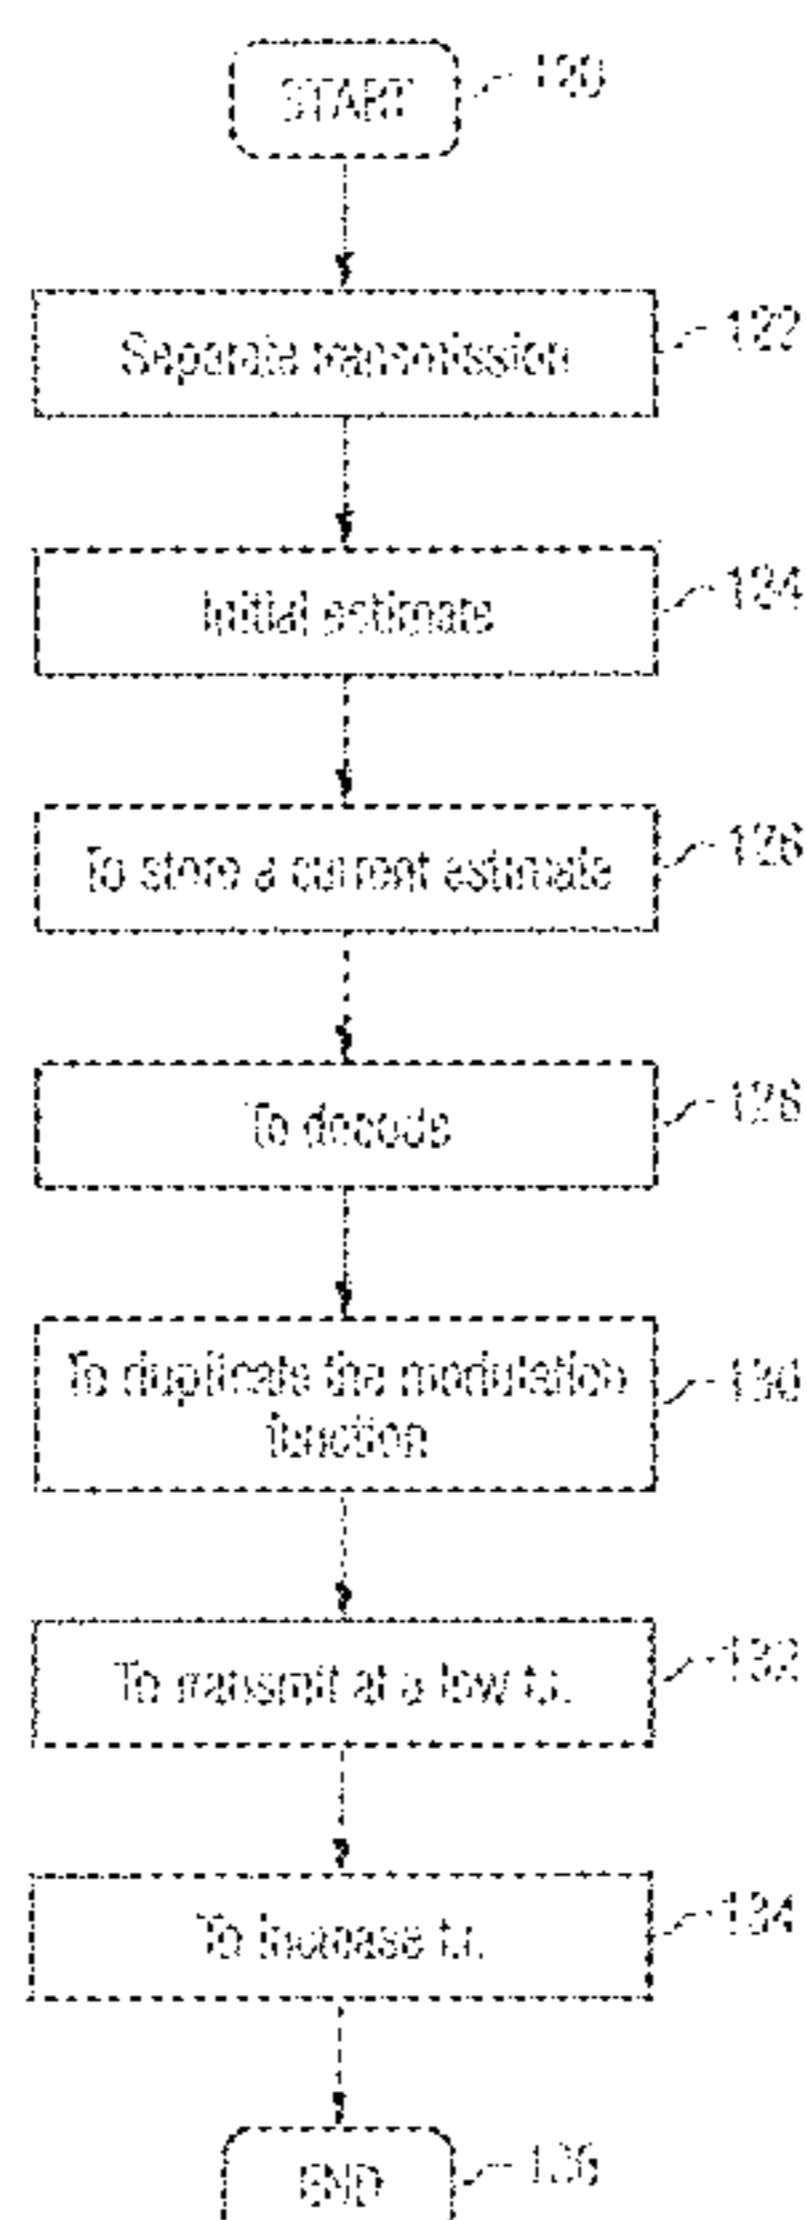 START 120
Separate transmission 122
Initial estimate 124
To store a current estimate 126
To decode 128
To duplicate the modulation 130
function
To transmit at a low t.r. 132
To increase t.r. 134
END 136